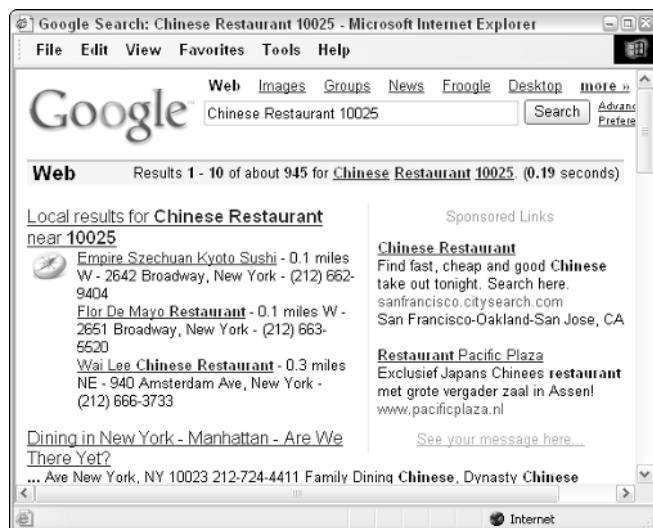 Google Search: Chinese Restaurant 10025 - Microsoft Internet Explorer
File Edit View Favorites Tools Help
Web Images Groups News Froogle Desktop more »
Google™
Chinese Restaurant 10025 Search
Advanc
Prefere
Web Results 1 - 10 of about 945 for Chinese Restaurant 10025. (0.19 seconds)
Local results for Chinese Restaurant
near 10025
Empire Szechuan Kyoto Sushi - 0.1 miles
W - 2642 Broadway, New York - (212) 662-
9404
Flor De Mayo Restaurant - 0.1 miles W -
2651 Broadway, New York - (212) 663-
5520
Wai Lee Chinese Restaurant - 0.3 miles
NE - 940 Amsterdam Ave, New York -
(212) 666-3733
Dining in New York - Manhattan - Are We
There Yet?
... Ave New York, NY 10023 212-724-4411 Family Dining Chinese, Dynasty Chinese
Sponsored Links
Chinese Restaurant
Find fast, cheap and good Chinese
take out tonight. Search here.
sanfrancisco.citysearch.com
San Francisco-Oakland-San Jose, CA
Restaurant Pacific Plaza
Exclusief Japans Chinees restaurant
met grote vergader zaal in Assen!
www.pacificplaza.nl
See your message here...
Internet